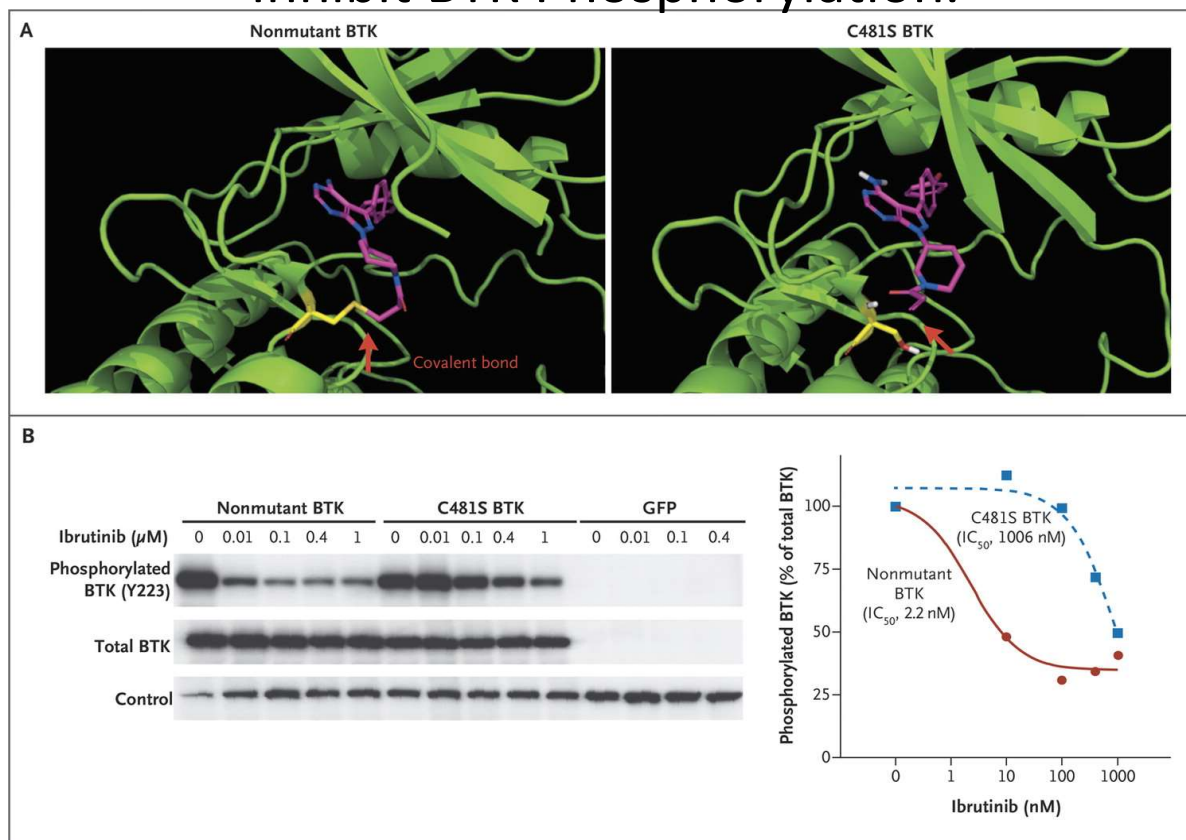 Inhibit BTK Phosphorylation.
A
Nonmutant BTK
C481S BTK
Covalent bond
B
Nonmutant BTK
C481S BTK
GFP
Ibrutinib (µM)
0 0.01 0.1 0.4 1 0 0.01 0.1 0.4 1 0 0.01 0.1 0.4
Phosphorylated
BTK (Y223)
Total BTK
Control
Phosphorylated BTK (% of total BTK)
100
75
50
25
0
C481S BTK
(IC50, 1006 nM)
Nonmutant
BTK
(IC50, 2.2 nM)
0 1 10 100 1000
Ibrutinib (nM)